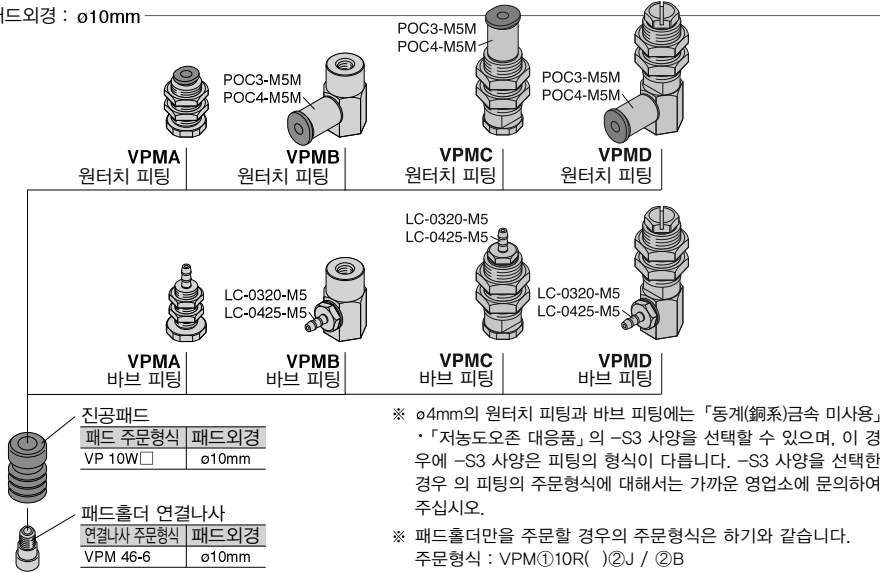 패드외경 : ø10mm
POC3-M5M
POC4-M5M
POC3-M5M
POC4-M5M
POC3-M5M
POC4-M5M
VPMA
원터치 피팅
VPMB
원터치 피팅
VPMC
원터치 피팅
VPMD
원터치 피팅
LC-0320-M5
LC-0425-M5
LC-0320-M5
LC-0425-M5
LC-0320-M5
LC-0425-M5
VPMA
바브 피팅
VPMB
바브 피팅
VPMC
바브 피팅
VPMD
바브 피팅
진공패드
패드 주문형식 패드외경
VP 10W□ ø10mm
패드홀더 연결나사
연결나사 주문형식 패드외경
VPM 46-6 ø10mm
※ ø4mm의 원터치 피팅과 바브 피팅에는 「동계(銅系)금속 미사용」
・「저농도오존 대응품」의 -S3 사양을 선택할 수 있으며, 이 경
우에 -S3 사양은 피팅의 형식이 다릅니다. -S3 사양을 선택한
경우 의 피팅의 주문형식에 대해서는 가까운 영업소에 문의하여
주십시오.
※ 패드홀더만을 주문할 경우의 주문형식은 하기와 같습니다.
주문형식 : VPM①10R( )②J / ②B